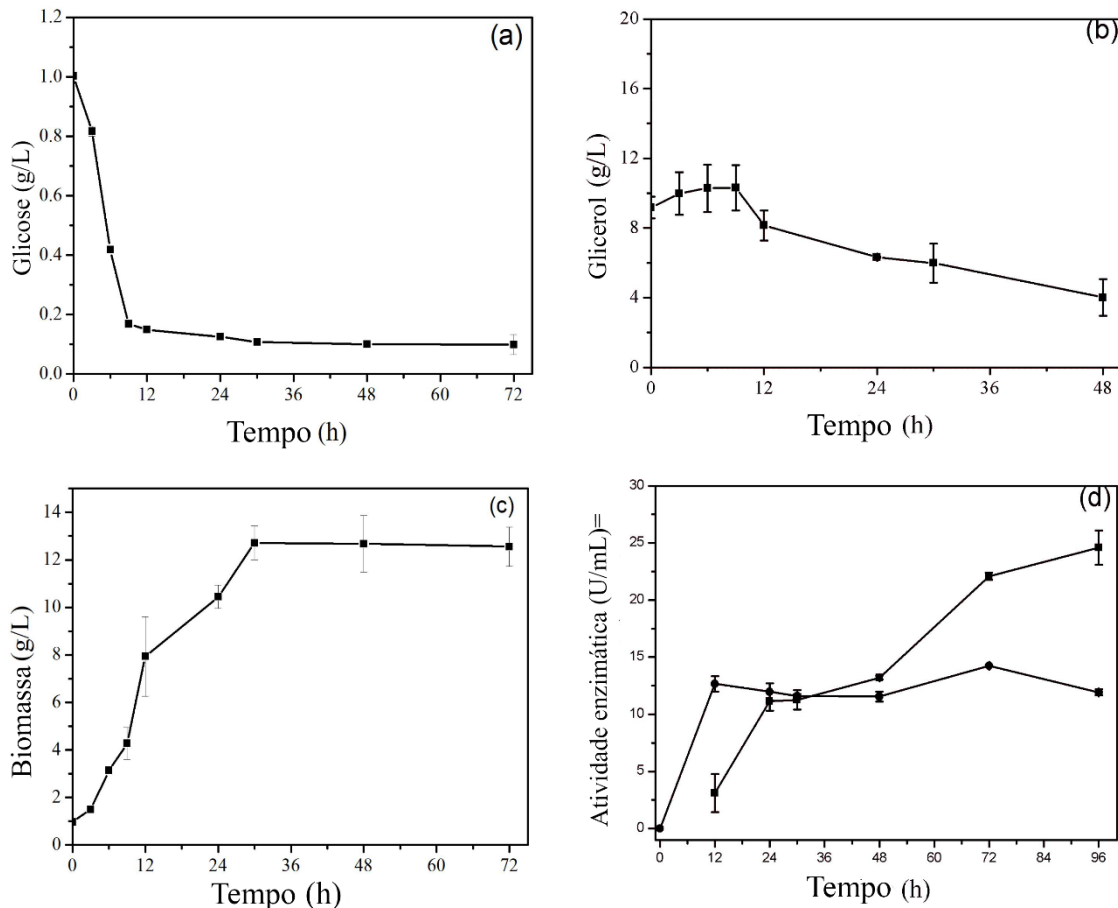 (a)
Glicose (g/L)
1.2
1.0
0.8
0.6
0.4
0.2
0.0
0 12 24 36 48 60 72
Tempo (h)
(b)
Glicerol (g/L)
20
16
12
8
4
0
0 12 24 36 48
Tempo (h)
(c)
Biomassa (g/L)
14
12
10
8
6
4
2
0
0 12 24 36 48 60 72
Tempo (h)
(d)
Atividade enzimática (U/mL)=
30
25
20
15
10
5
0
0 12 24 36 48 60 72 84 96
Tempo (h)